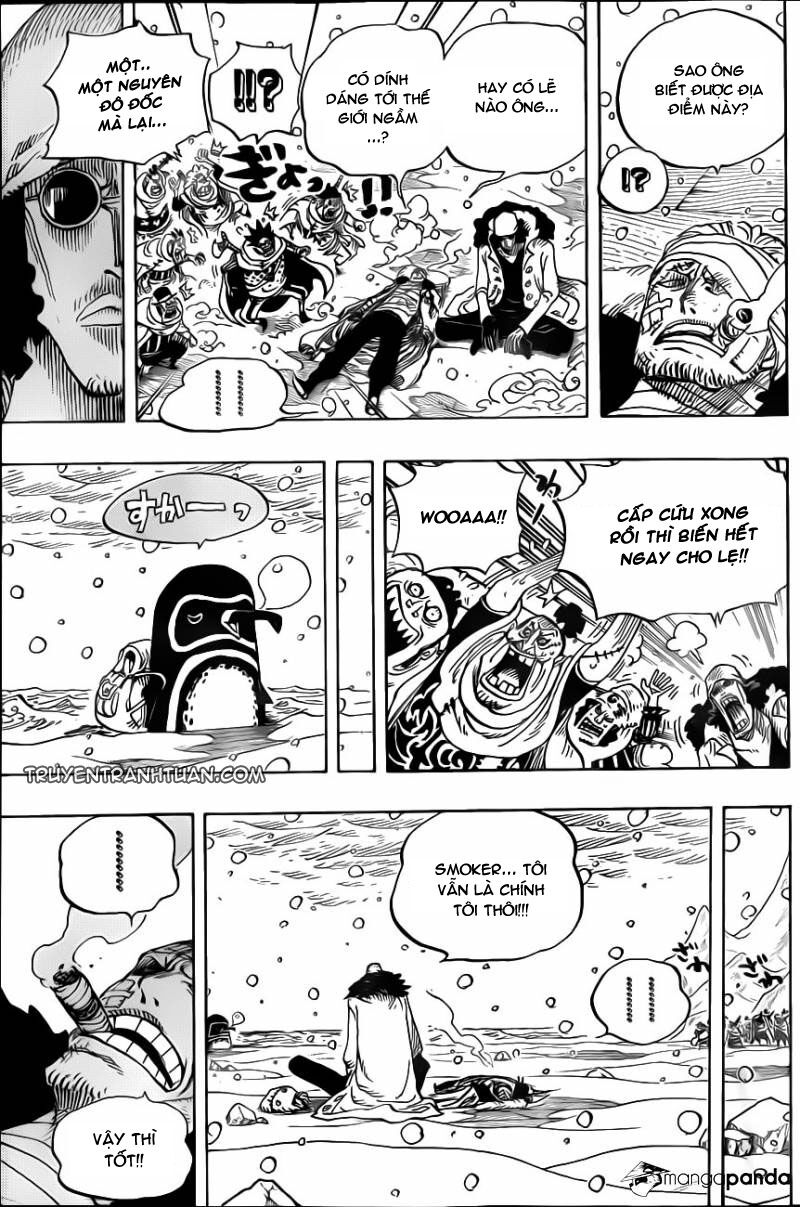 SAO ÔNG
BIẾT ĐƯỢC ĐỊA
ĐIỂM NÀY?
!?
HAY CÓ LẼ
NÀO ÔNG...
CÓ DÍNH
DÁNG TỚI THẾ
GIỚI NGẦM
...?
!!?
ぎょっ
!!
MỘT..
MỘT NGUYÊN
ĐÔ ĐỐC
MÀ LẠI...
CẤP CỨU XONG
RỒI THÌ BIẾN HẾT
NGAY CHO LẸ!!
WOOAAA!!
わー
すかーっ
TRUYENTRANHTUAN.COM
SMOKER... TÔI
VẪN LÀ CHÍNH
TÔI THÔI!!!
VẬY THÌ
TỐT!!
mangapanda